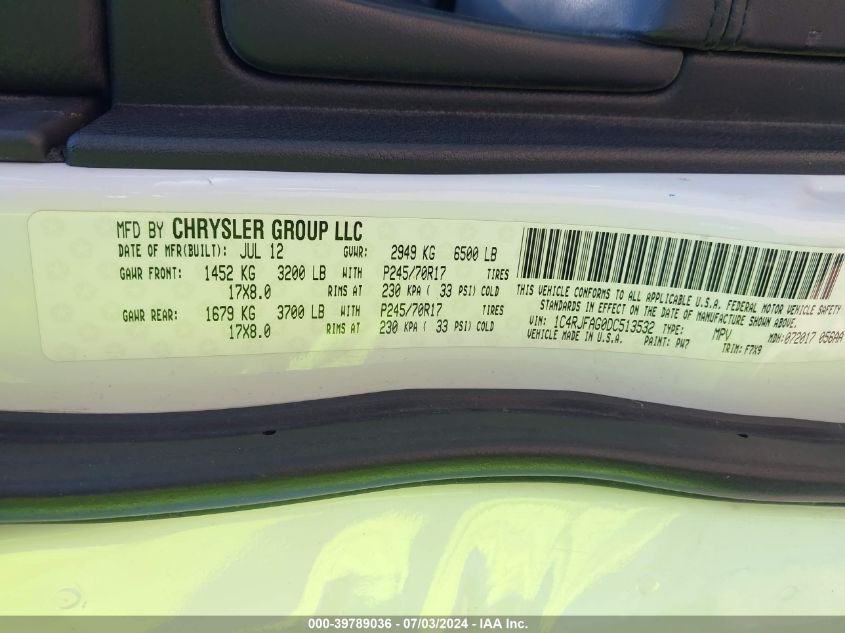 MFD BY CHRYSLER GROUP LLC
DATE OF MFR(BUILT): JUL 12 GVWR: 2949 KG 6500 LB
GAWR FRONT: 1452 KG 3200 LB WITH P245/70R17 TIRES
17X8.0 RIMS AT 230 KPA ( 33 PSI) COLD
GAWR REAR: 1679 KG 3700 LB WITH P245/70R17 TIRES
17X8.0 RIMS AT 230 KPA ( 33 PSI) COLD
THIS VEHICLE CONFORMS TO ALL APPLICABLE U.S.A. FEDERAL MOTOR VEHICLE SAFETY
STANDARDS IN EFFECT ON THE DATE OF MANUFACTURE SHOWN ABOVE.
VIN: 1C4RJFAG0DC513532 TYPE: MPV MDH: 072017 056AA
VEHICLE MADE IN U.S.A. PAINT: PW7 TRIM: F7X9
000-39789036 - 07/03/2024 - IAA Inc.